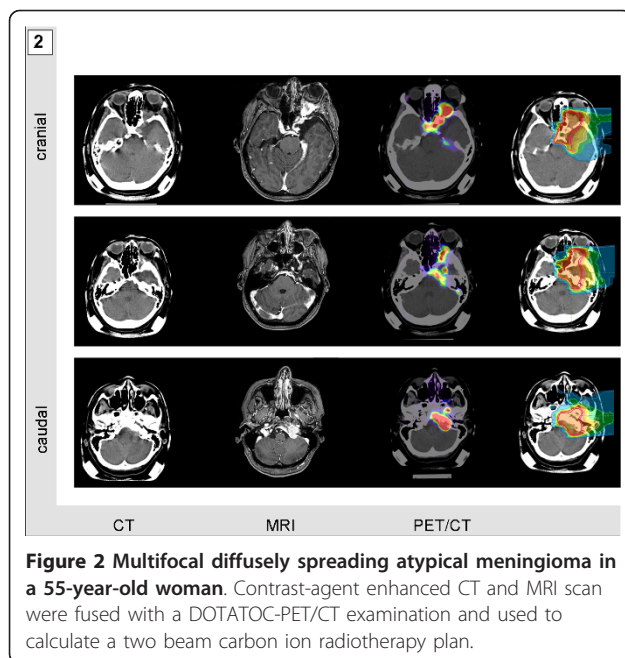 2
cranial
caudal
CT MRI PET/CT
Figure 2 Multifocal diffusely spreading atypical meningioma in
a 55-year-old woman. Contrast-agent enhanced CT and MRI scan
were fused with a DOTATOC-PET/CT examination and used to
calculate a two beam carbon ion radiotherapy plan.